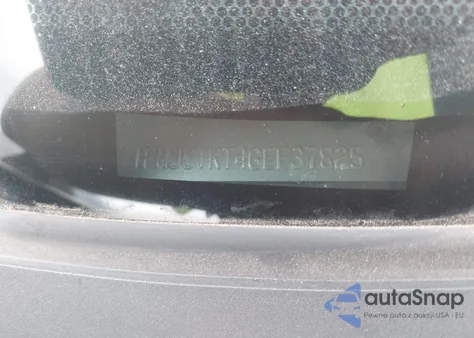 1FMJU1KT4GEF37825
autaSnap
Pewne auta z aukcji USA - EU